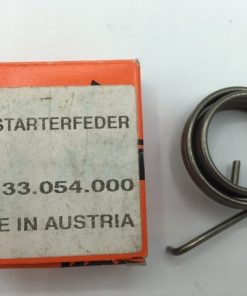 STARTERFEDER
33.054.000
E IN AUSTRIA